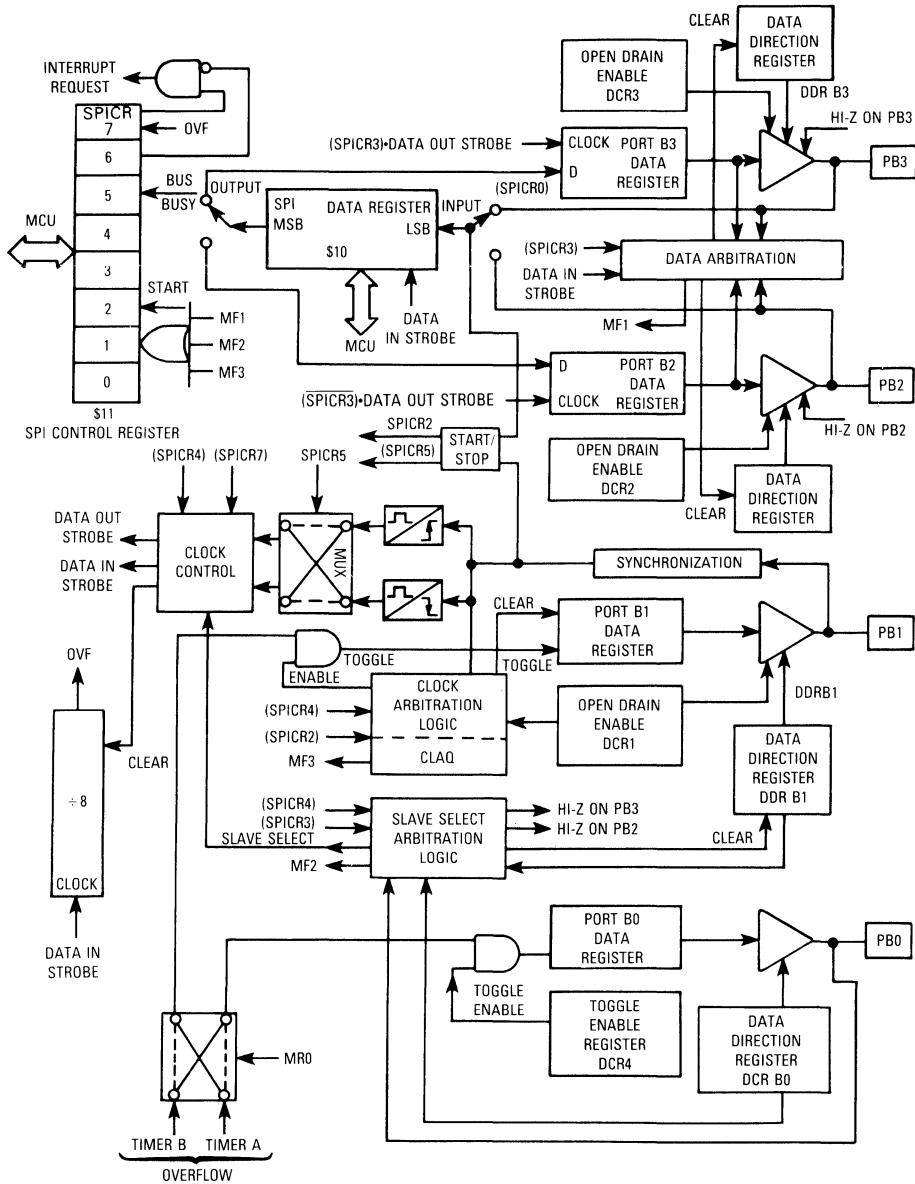 INTERRUPT
REQUEST
SPICR
7
OVF
6
5
BUS
BUSY
4
3
START
2
MF1
1
MF2
0
MF3
$11
SPI CONTROL REGISTER
MCU
OUTPUT
SPI
MSB
DATA REGISTER
LSB
$10
INPUT
(SPICR0)
MCU
DATA
IN STROBE
OPEN DRAIN
ENABLE
DCR3
CLEAR
DATA
DIRECTION
REGISTER
DDR B3
HI-Z ON PB3
(SPICR3)•DATA OUT STROBE
CLOCK
D
PORT B3
DATA
REGISTER
PB3
(SPICR3)
DATA IN
STROBE
DATA ARBITRATION
MF1
D
CLOCK
PORT B2
DATA
REGISTER
PB2
(SPICR3)•DATA OUT STROBE
HI-Z ON PB2
SPICR2
(SPICR5)
START/
STOP
OPEN DRAIN
ENABLE
DCR2
CLEAR
DATA
DIRECTION
REGISTER
(SPICR4)
(SPICR7)
SPICR5
DATA OUT
STROBE
DATA IN
STROBE
CLOCK
CONTROL
MUX
SYNCHRONIZATION
CLEAR
PORT B1
DATA
REGISTER
PB1
TOGGLE
TOGGLE
ENABLE
CLOCK
ARBITRATION
LOGIC
CLAQ
(SPICR4)
(SPICR2)
MF3
OPEN DRAIN
ENABLE
DCR1
DDRB1
DATA
DIRECTION
REGISTER
DDR B1
OVF
CLEAR
÷8
CLOCK
DATA IN
STROBE
(SPICR4)
(SPICR3)
SLAVE SELECT
MF2
SLAVE SELECT
ARBITRATION
LOGIC
HI-Z ON PB3
HI-Z ON PB2
CLEAR
PORT B0
DATA
REGISTER
PB0
TOGGLE
ENABLE
TOGGLE
ENABLE
REGISTER
DCR4
DATA
DIRECTION
REGISTER
DCR B0
MR0
TIMER B
TIMER A
OVERFLOW